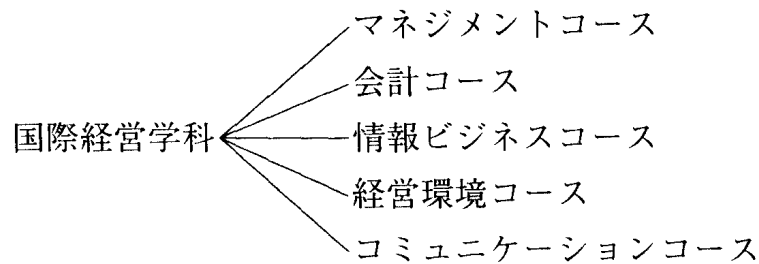 マネジメントコース
会計コース
国際経営学科
情報ビジネスコース
経営環境コース
コミュニケーションコース